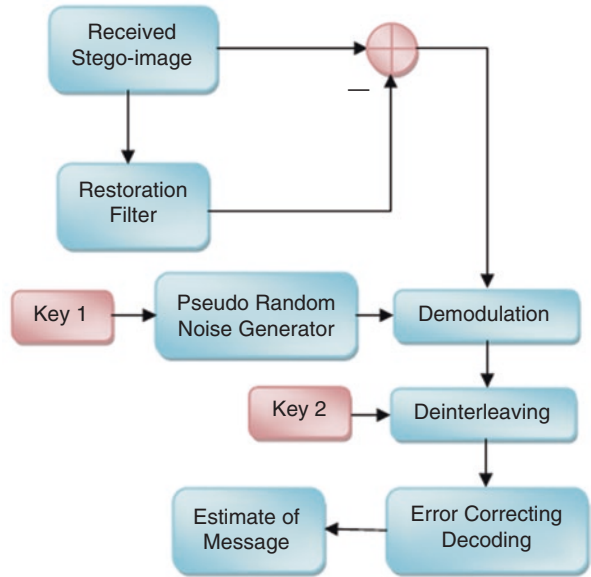 Received
Stego-image
—
Restoration
Filter
Key 1
Pseudo Random
Noise Generator
Demodulation
Key 2
Deinterleaving
Estimate of
Message
Error Correcting
Decoding